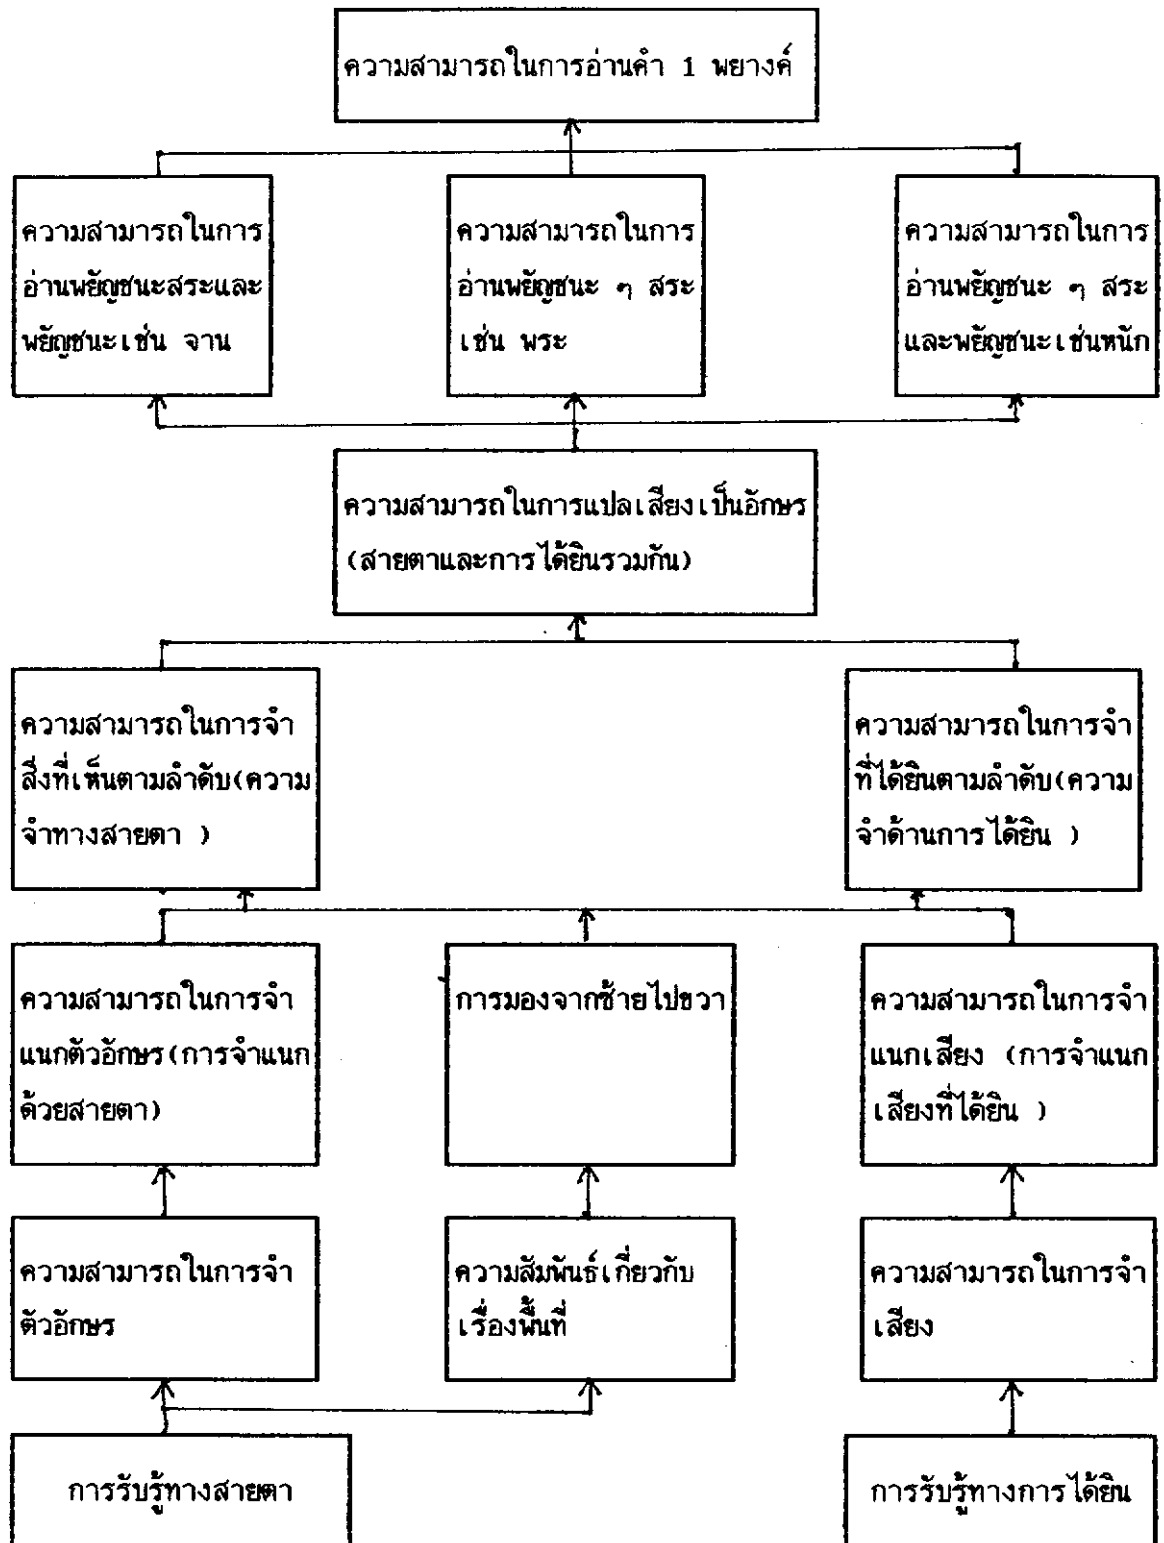 ความสามารถในการอ่านคำ 1 พยางค์
ความสามารถในการ
อ่านพยัญชนะสระและ
พยัญชนะเช่น จาน
ความสามารถในการ
อ่านพยัญชนะ ๆ สระ
เช่น พระ
ความสามารถในการ
อ่านพยัญชนะ ๆ สระ
และพยัญชนะเช่นหนัก
ความสามารถในการแปลเสียงเป็นอักษร
(สายตาและการได้ยินรวมกัน)
ความสามารถในการจำ
สิ่งที่เห็นตามลำดับ(ความ
จำทางสายตา )
ความสามารถในการจำ
ที่ได้ยินตามลำดับ(ความ
จำด้านการได้ยิน )
ความสามารถในการจำ
แนกตัวอักษร(การจำแนก
ด้วยสายตา)
การมองจากซ้ายไปขวา
ความสามารถในการจำ
แนกเสียง (การจำแนก
เสียงที่ได้ยิน )
ความสามารถในการจำ
ตัวอักษร
ความสัมพันธ์เกี่ยวกับ
เรื่องพื้นที่
ความสามารถในการจำ
เสียง
การรับรู้ทางสายตา
การรับรู้ทางการได้ยิน